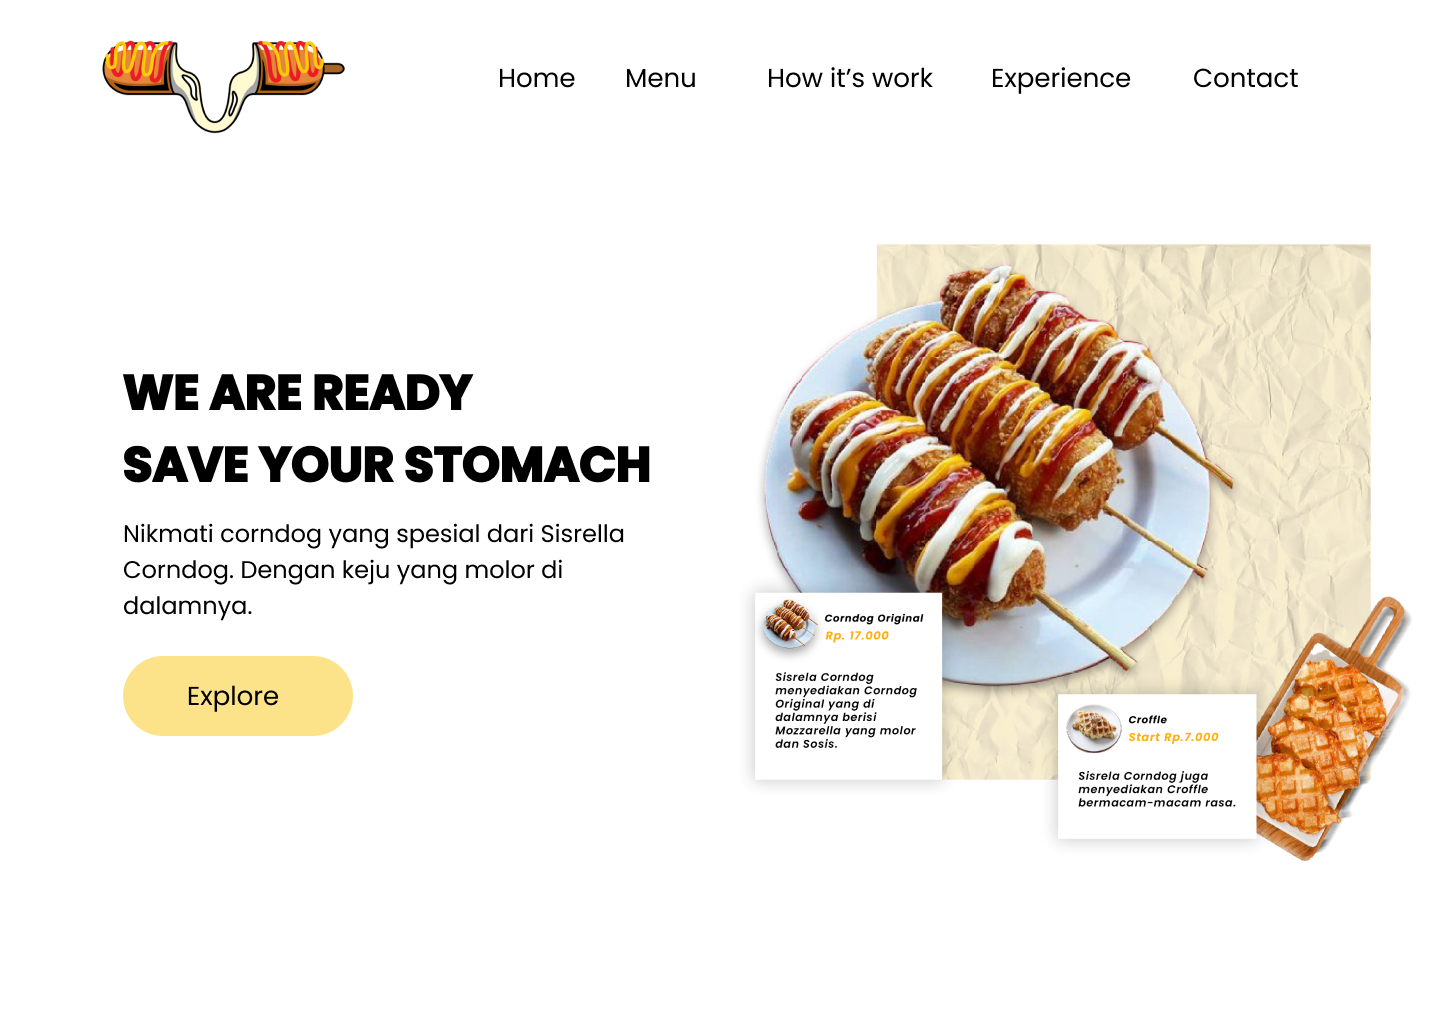 Home Menu How it’s work Experience Contact
WE ARE READY
SAVE YOUR STOMACH
Nikmati corndog yang spesial dari Sisrella
Corndog. Dengan keju yang molor di
dalamnya.
Explore
Corndog Original
Rp. 17.000
Sisrela Corndog
menyediakan Corndog
Original yang di
dalamnya berisi
Mozzarella yang molor
dan Sosis.
Croffle
Start Rp.7.000
Sisrela Corndog juga
menyediakan Croffle
bermacam-macam rasa.